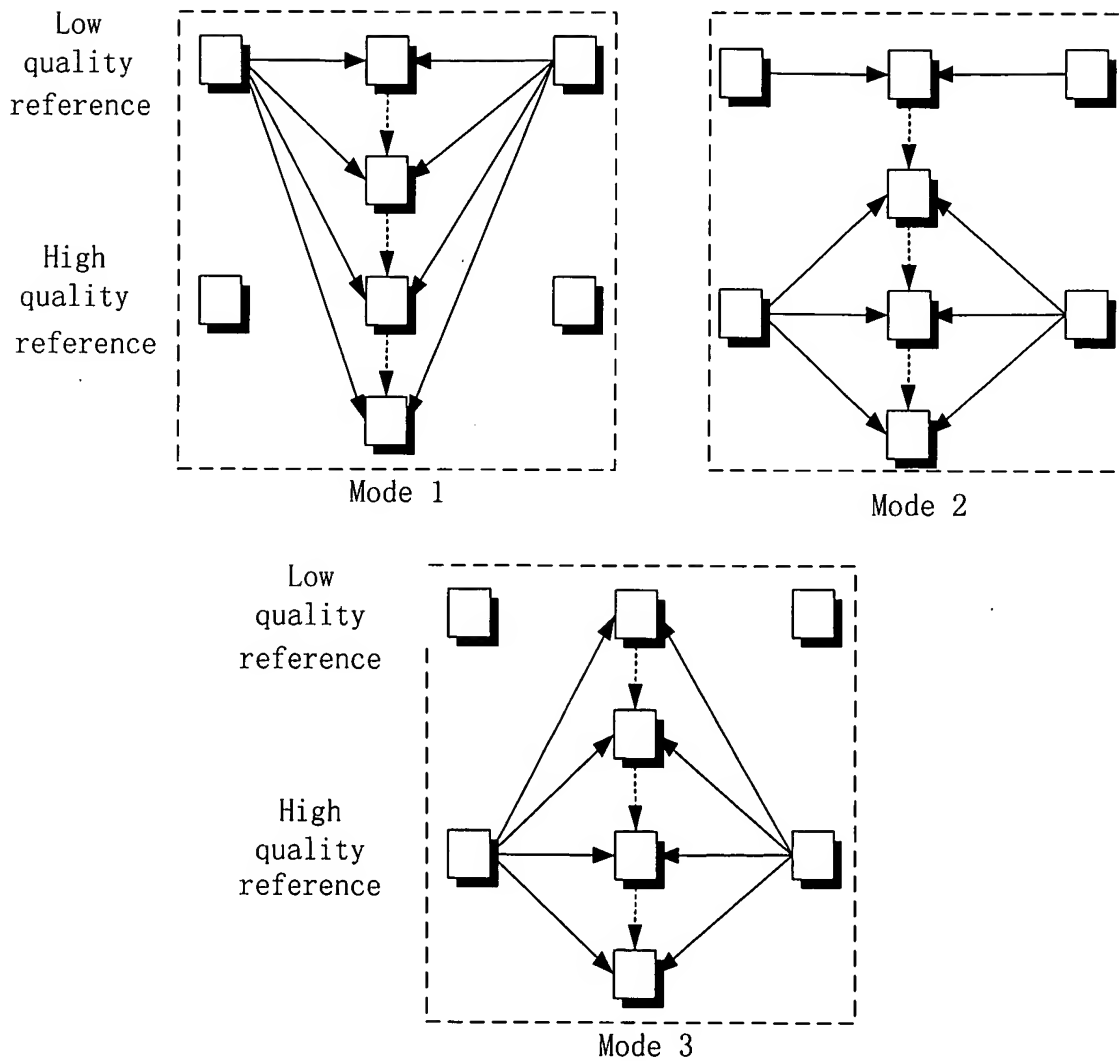 Low
quality
reference
High
quality
reference
Mode 1
Mode 2
Low
quality
reference
High
quality
reference
Mode 3